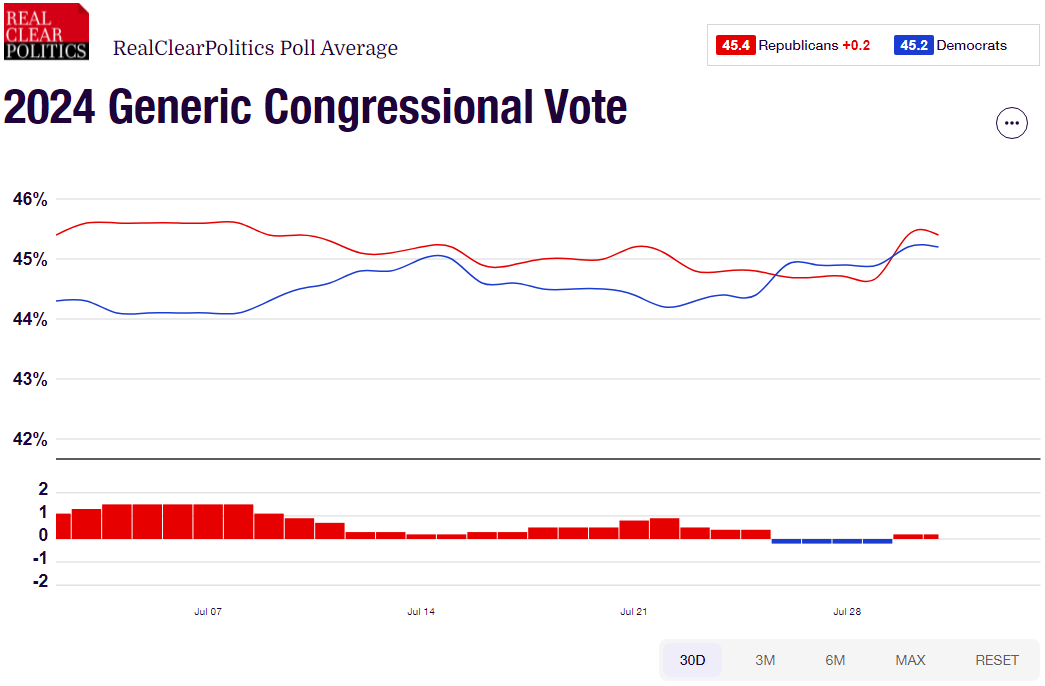 REAL
CLEAR
POLITICS
RealClearPolitics Poll Average
45.4 Republicans +0.2 45.2 Democrats
2024 Generic Congressional Vote
46%
45%
44%
43%
42%
2
1
0
-1
-2
Jul 07 Jul 14 Jul 21 Jul 28
30D 3M 6M MAX RESET